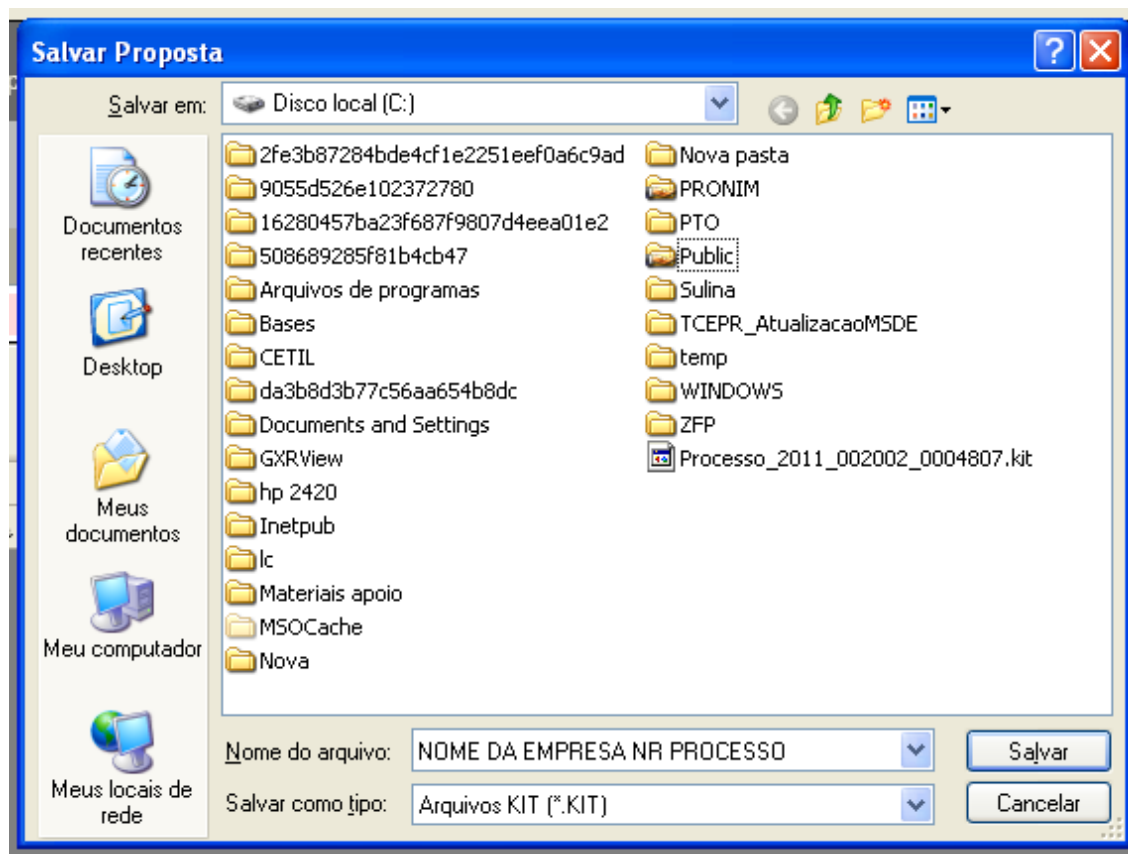 Salvar Proposta
Salvar em:
Disco local (C:)
Documentos
recentes
Desktop
Meus
documentos
Meu computador
Meus locais de
rede
2fe3b87284bde4cf1e2251eef0a6c9ad
9055d526e102372780
16280457ba23f687f9807d4eea01e2
508689285f81b4cb47
Arquivos de programas
Bases
CETIL
da3b8d3b77c56aa654b8dc
Documents and Settings
GXRView
hp 2420
Inetpub
lc
Materiais apoio
MSOCache
Nova
Nova pasta
PRONIM
PTO
Public
Sulina
TCEPR_AtualizacaoMSDE
temp
WINDOWS
ZFP
Processo_2011_002002_0004807.kit
Nome do arquivo:
NOME DA EMPRESA NR PROCESSO
Salvar
Salvar como tipo:
Arquivos KIT (*.KIT)
Cancelar